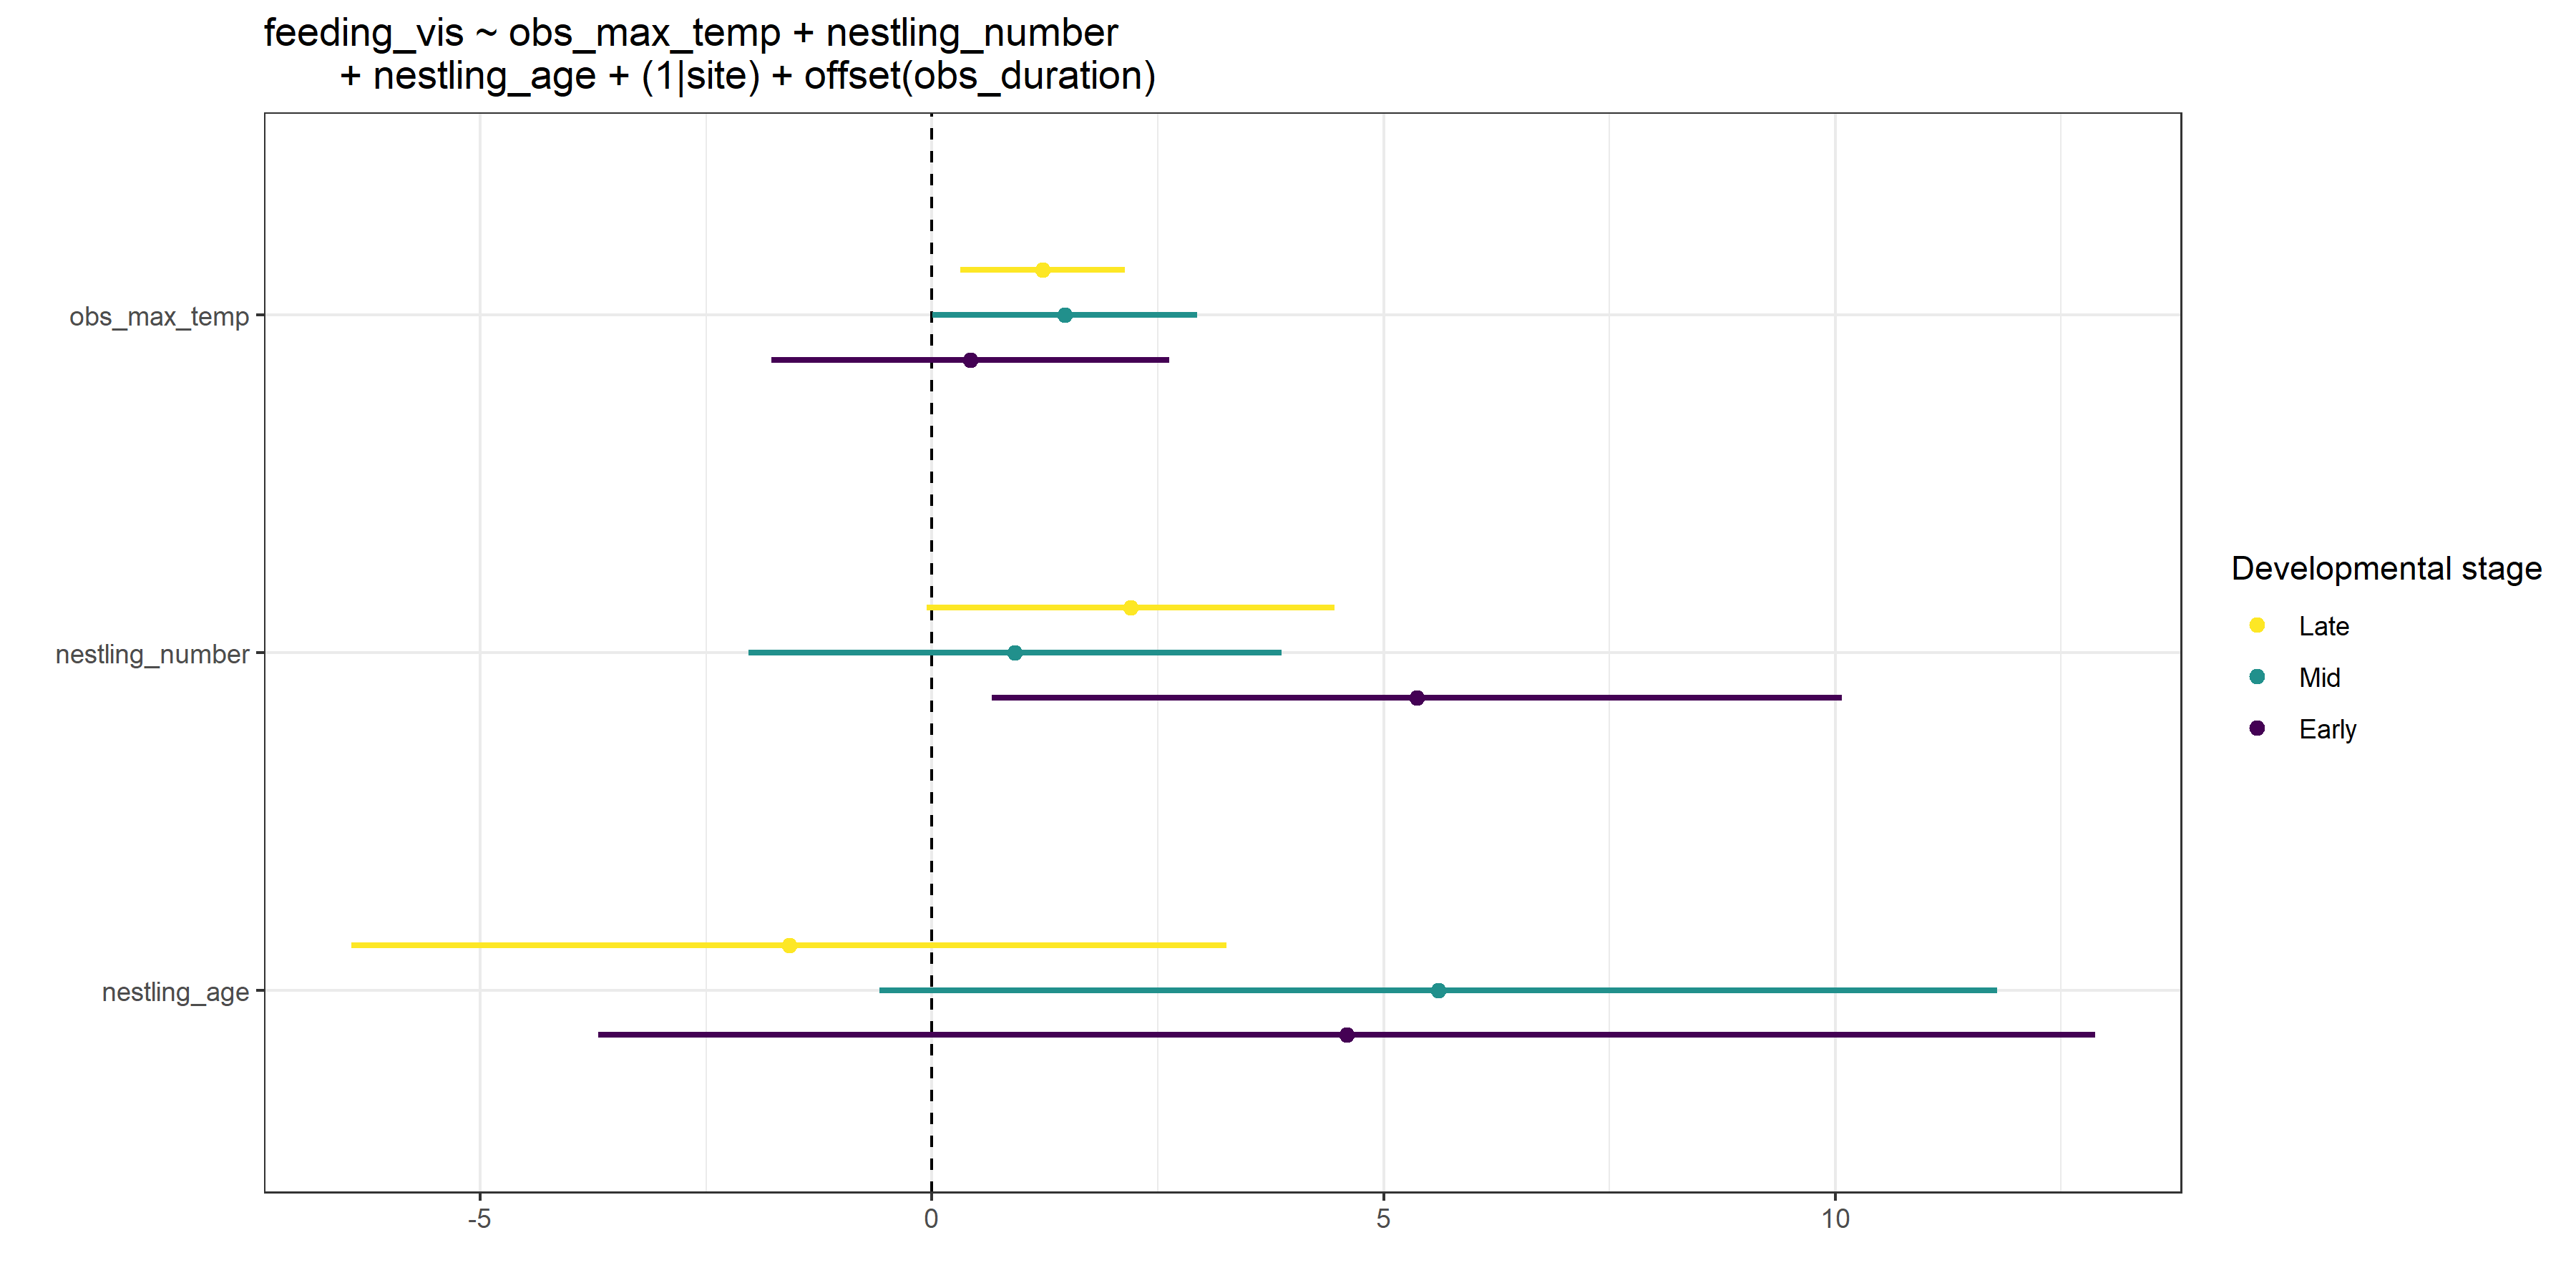 feeding_vis ~ obs_max_temp + nestling_number
+ nestling_age + (1|site) + offset(obs_duration)
obs_max_temp
nestling_number
nestling_age
-5 0 5 10
Developmental stage
Late
Mid
Early